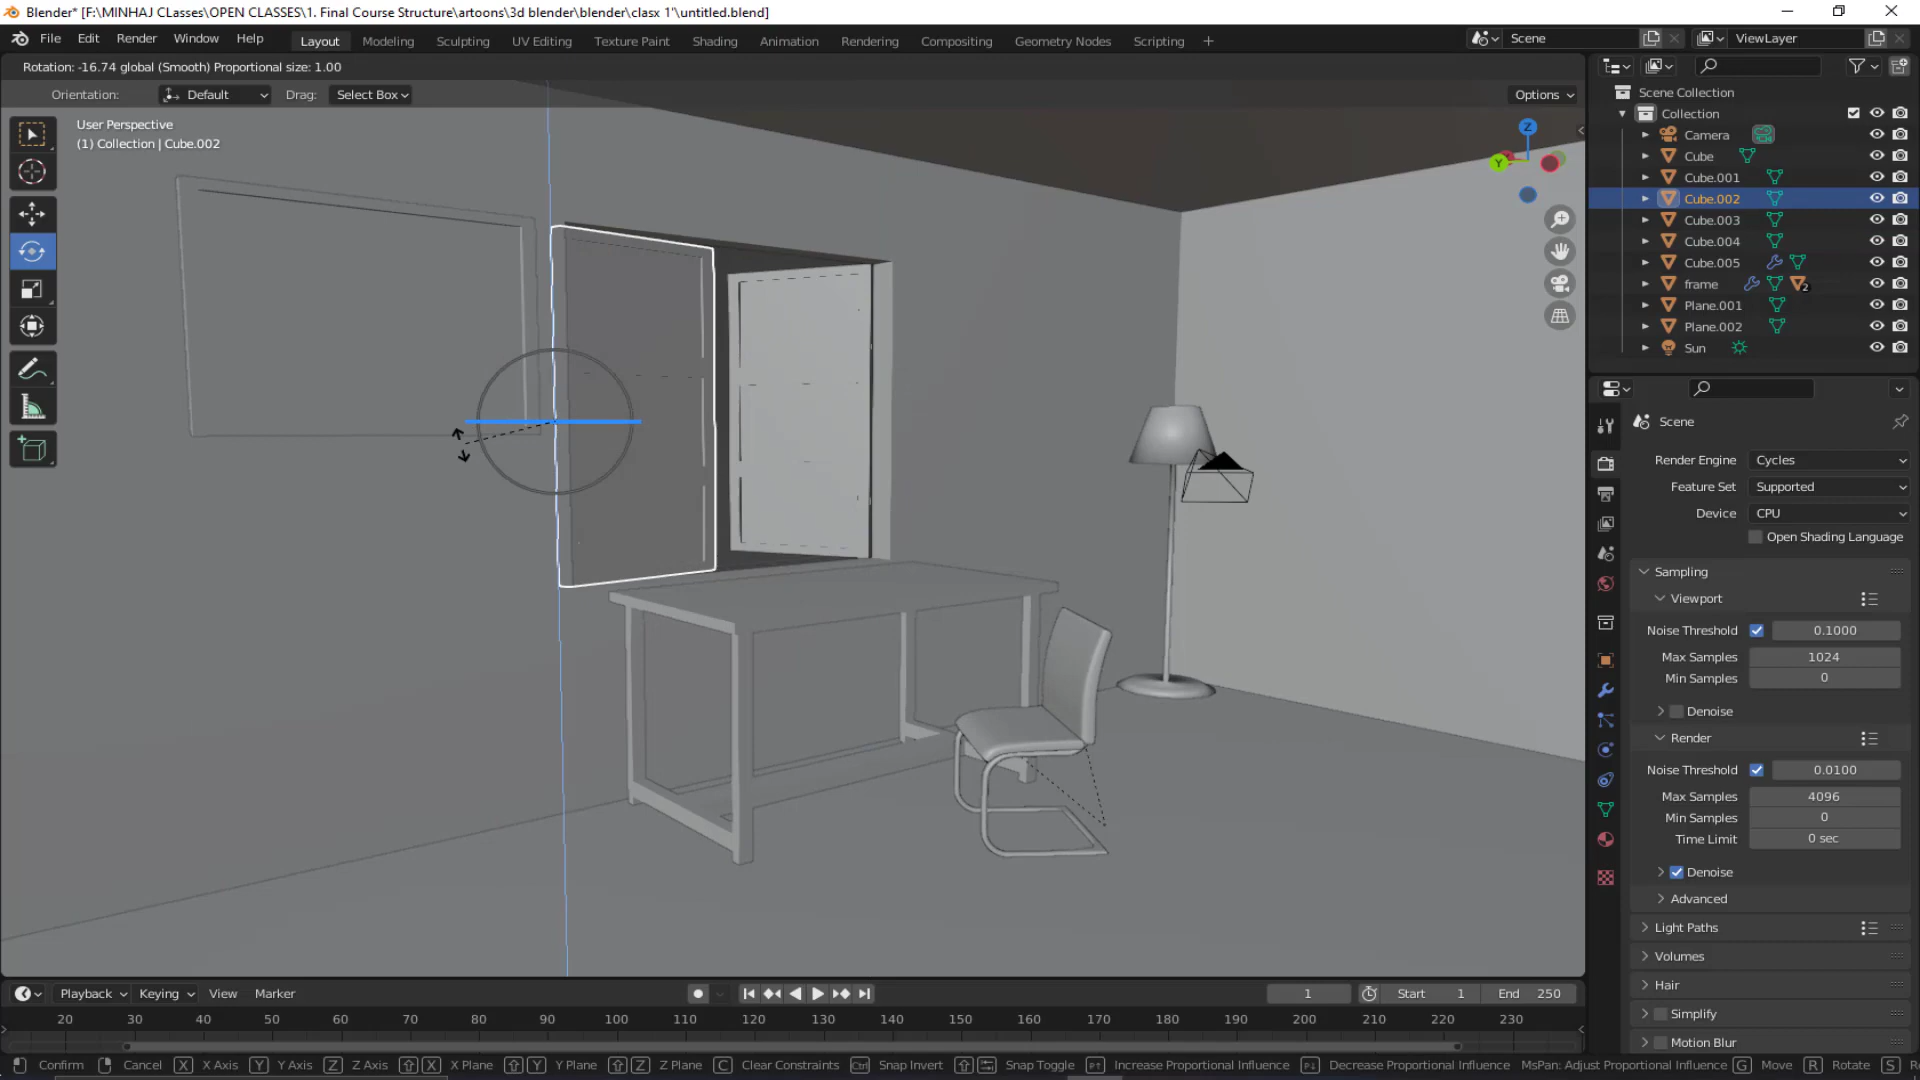 Blender* [F:\MINHAJ CLasses\OPEN CLASSES\1. Final Course Structure\artoons\3d blender\blender\clasx 1"\untitled.blend]
File Edit Render Window Help
Layout Modeling Sculpting UV Editing Texture Paint Shading Animation Rendering Compositing Geometry Nodes Scripting +
Scene
ViewLayer
Rotation: -16.74 global (Smooth) Proportional size: 1.00
Orientation: Default Drag: Select Box
Options
User Perspective
(1) Collection | Cube.002
Z
Y
Scene Collection
Collection
Camera
Cube
Cube.001
Cube.002
Cube.003
Cube.004
Cube.005
frame 2
Plane.001
Plane.002
Sun
Scene
Render Engine Cycles
Feature Set Supported
Device CPU
Open Shading Language
Sampling
Viewport
Noise Threshold 0.1000
Max Samples 1024
Min Samples 0
Denoise
Render
Noise Threshold 0.0100
Max Samples 4096
Min Samples 0
Time Limit 0 sec
Denoise
Advanced
Light Paths
Volumes
Hair
Simplify
Motion Blur
Playback Keying View Marker
1 Start 1 End 250
20 30 40 50 60 70 80 90 100 110 120 130 140 150 160 170 180 190 200 210 220 230
Confirm Cancel X X Axis Y Y Axis Z Z Axis X X Plane Y Y Plane Z Z Plane C Clear Constraints Ctrl Snap Invert Snap Toggle Increase Proportional Influence Decrease Proportional Influence MsPan: Adjust Proportional Influence G Move R Rotate S